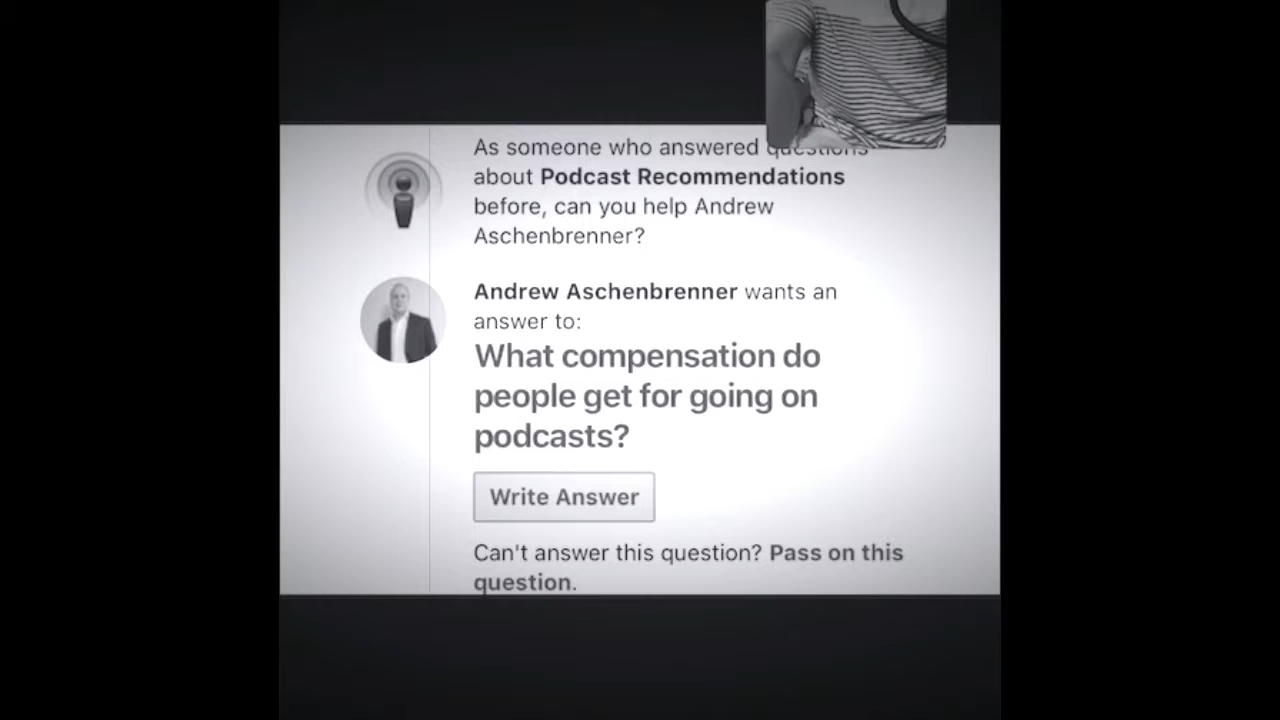 As someone who answered questions
about Podcast Recommendations
before, can you help Andrew
Aschenbrenner?
Andrew Aschenbrenner wants an
answer to:
What compensation do
people get for going on
podcasts?
Write Answer
Can't answer this question? Pass on this
question.